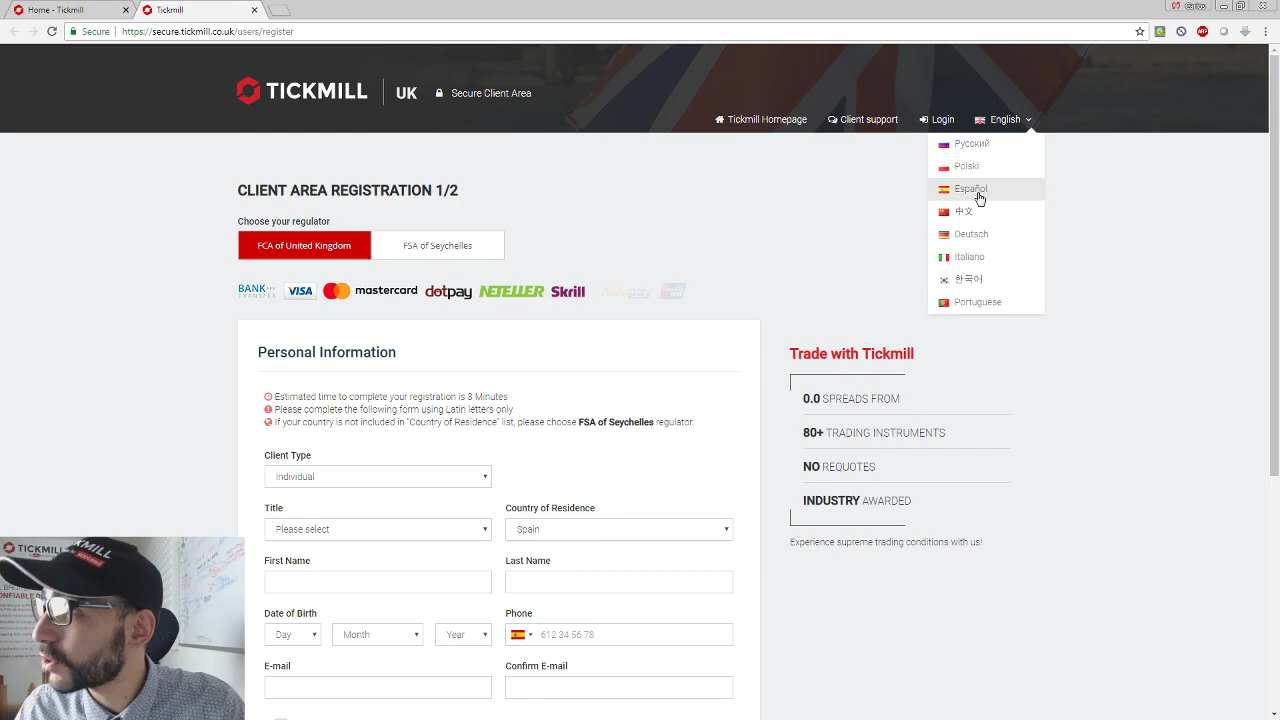 Home - Tickmill
Tickmill
Secure https://secure.tickmill.co.uk/users/register
TICKMILL UK Secure Client Area
Tickmill Homepage Client support Login English
Русский
Polski
Español
中文
Deutsch
Italiano
한국어
Portuguese
CLIENT AREA REGISTRATION 1/2
Choose your regulator
FCA of United Kingdom FSA of Seychelles
BANK TRANSFER VISA mastercard dotpay NETELLER Skrill
Personal Information
Estimated time to complete your registration is 3 Minutes
Please complete the following form using Latin letters only
If your country is not included in "Country of Residence" list, please choose FSA of Seychelles regulator
Client Type
Individual
Title Country of Residence
Please select Spain
First Name Last Name
Date of Birth Phone
Day Month Year 612 34 56 78
E-mail Confirm E-mail
Trade with Tickmill
0.0 SPREADS FROM
80+ TRADING INSTRUMENTS
NO REQUOTES
INDUSTRY AWARDED
Experience supreme trading conditions with us!
TICKMILL